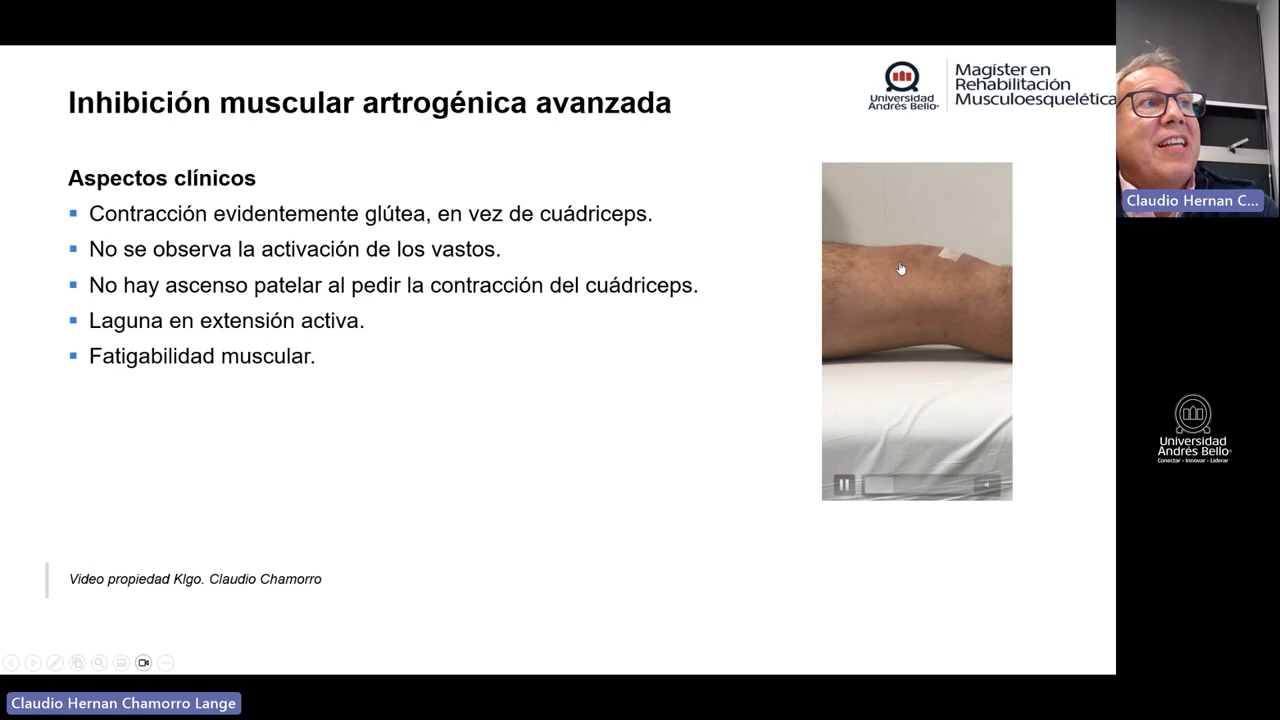 Inhibición muscular artrogénica avanzada
Universidad
Andrés Bello
Magíster en
Rehabilitación
Musculoesquelética
Aspectos clínicos
Contracción evidentemente glútea, en vez de cuádriceps.
No se observa la activación de los vastos.
No hay ascenso patelar al pedir la contracción del cuádriceps.
Laguna en extensión activa.
Fatigabilidad muscular.
Video propiedad Klgo. Claudio Chamorro
Claudio Hernan C...
Universidad
Andrés Bello
Conectar - Innovar - Liderar
Claudio Hernan Chamorro Lange